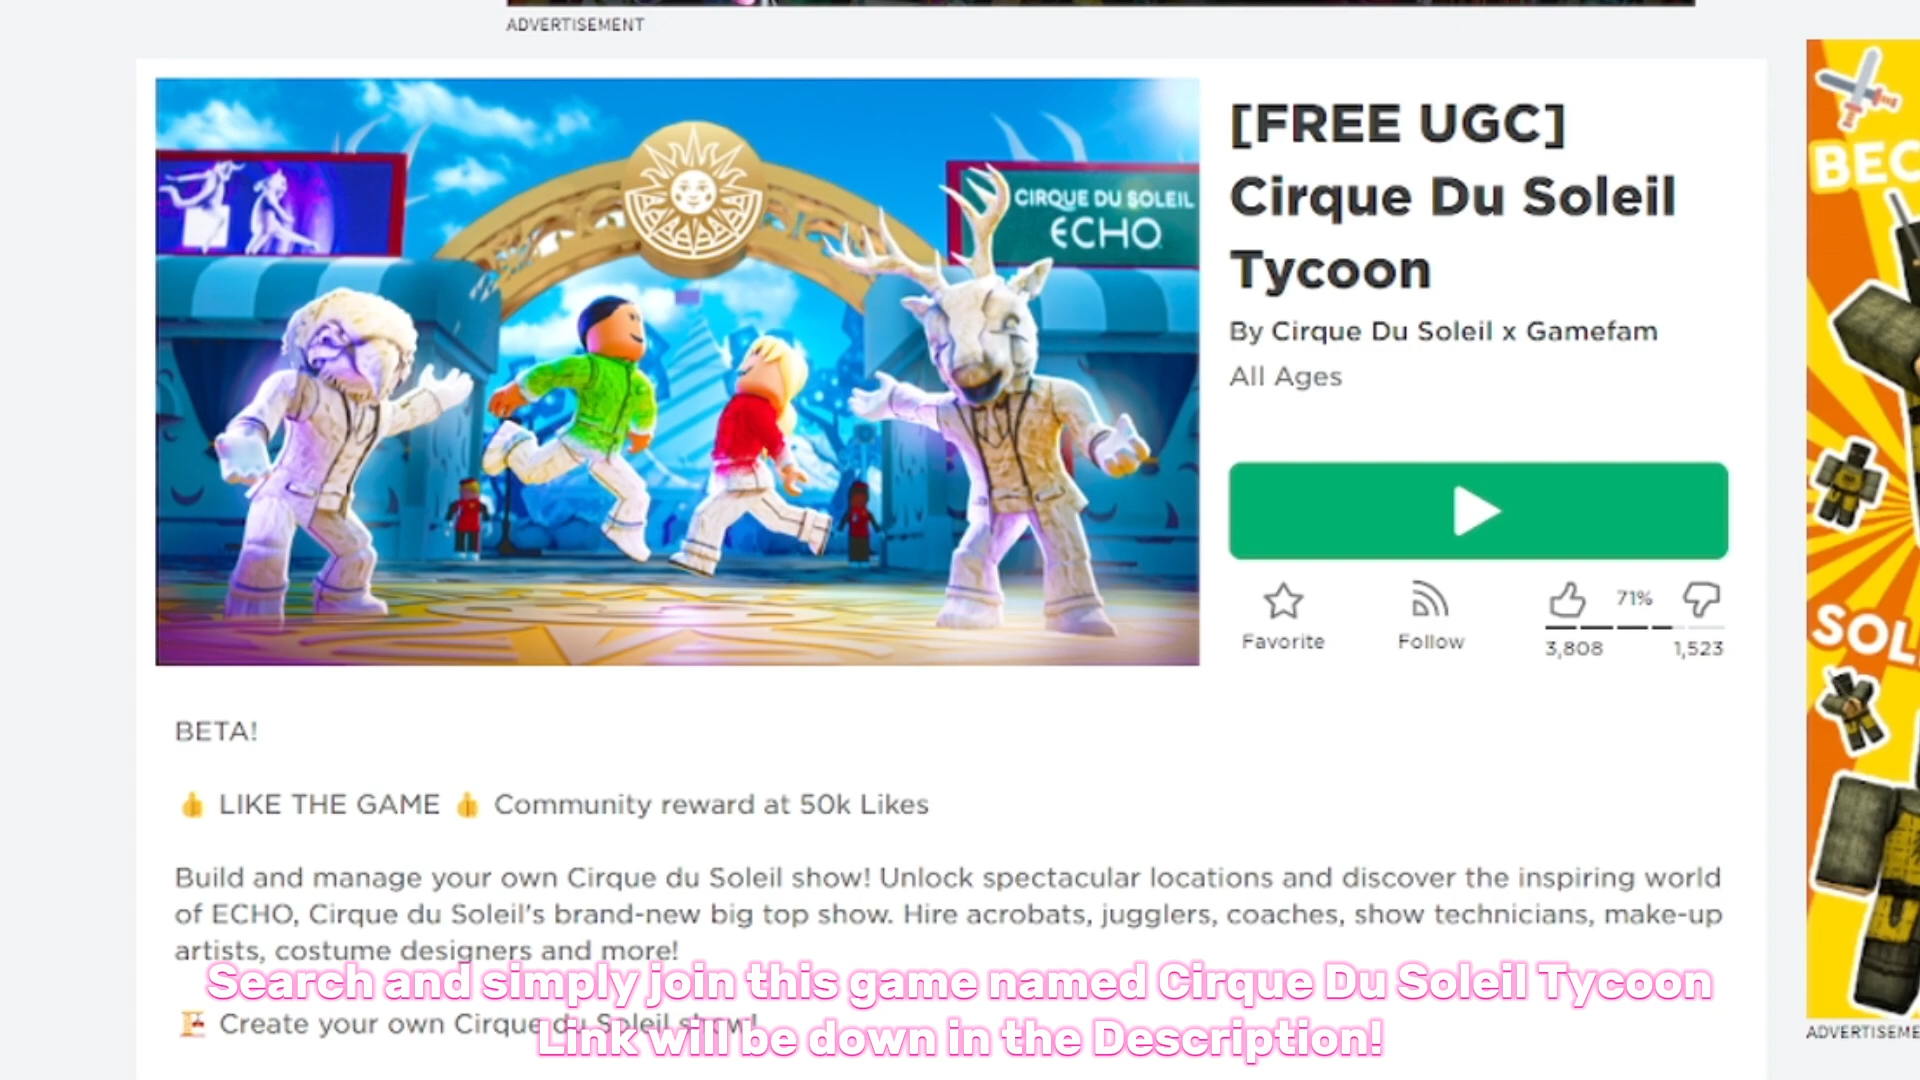 ADVERTISEMENT
CIRQUE DU SOLEIL
ECHO
[FREE UGC]
Cirque Du Soleil
Tycoon
By Cirque Du Soleil x Gamefam
All Ages
Favorite
Follow
71%
3,808
1,523
BEC
SOL
BETA!
👍 LIKE THE GAME 👍 Community reward at 50k Likes
Build and manage your own Cirque du Soleil show! Unlock spectacular locations and discover the inspiring world
of ECHO, Cirque du Soleil's brand-new big top show. Hire acrobats, jugglers, coaches, show technicians, make-up
artists, costume designers and more!
Search and simply join this game named Cirque Du Soleil Tycoon
Create your own Cirque du Soleil show!
Link will be down in the Description!
ADVERTISEME